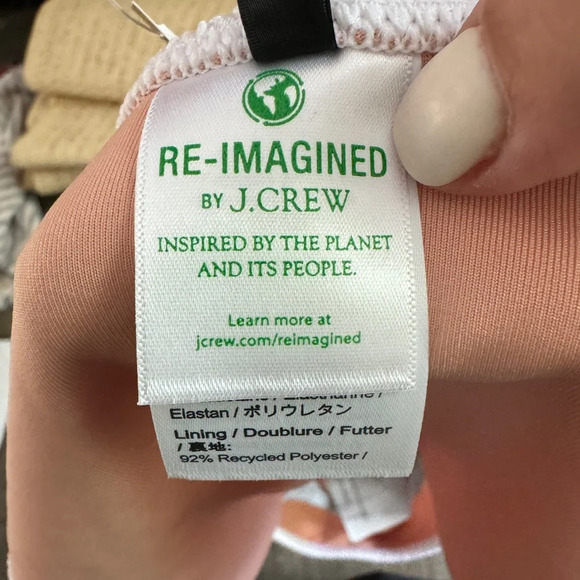 RE-IMAGINED
BY J.CREW
INSPIRED BY THE PLANET
AND ITS PEOPLE.
Learn more at
jcrew.com/reimagined
Elastan / ポリウレタン
Lining / Doublure / Futter
/ 裏地:
92% Recycled Polyester /